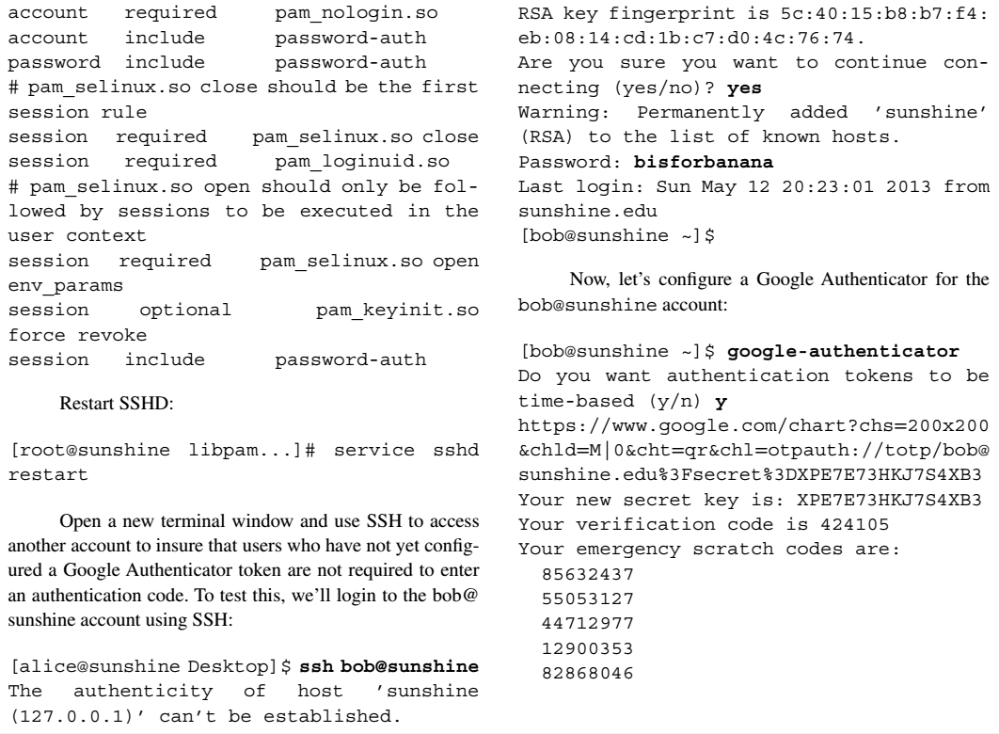 account required pam_nologin.so
account include password-auth
password include password-auth
# pam_selinux.so close should be the first
session rule
session required pam_selinux.so close
session required pam_loginuid.so
# pam_selinux.so open should only be fol-
lowed by sessions to be executed in the
user context
session required pam_selinux.so open
env_params
session optional pam_keyinit.so
force revoke
session include password-auth
Restart SSHD:
[root@sunshine libpam...]# service sshd
restart
Open a new terminal window and use SSH to access
another account to insure that users who have not yet config-
ured a Google Authenticator token are not required to enter
an authentication code. To test this, we'll login to the bob@
sunshine account using SSH:
[alice@sunshine Desktop]$ ssh bob@sunshine
The authenticity of host 'sunshine
(127.0.0.1)' can't be established.
RSA key fingerprint is 5c:40:15:b8:b7:f4:
eb:08:14:cd:1b:c7:d0:4c:76:74.
Are you sure you want to continue con-
necting (yes/no)? yes
Warning: Permanently added 'sunshine'
(RSA) to the list of known hosts.
Password: bisforbanana
Last login: Sun May 12 20:23:01 2013 from
sunshine.edu
[bob@sunshine ~]$
Now, let's configure a Google Authenticator for the
bob@sunshine account:
[bob@sunshine ~]$ google-authenticator
Do you want authentication tokens to be
time-based (y/n) y
https://www.google.com/chart?chs=200x200
&chld=M|0&cht=qr&chl=otpauth://totp/bob@
sunshine.edu%3Fsecret%3DXPE7E73HKJ7S4XB3
Your new secret key is: XPE7E73HKJ7S4XB3
Your verification code is 424105
Your emergency scratch codes are:
85632437
55053127
44712977
12900353
82868046